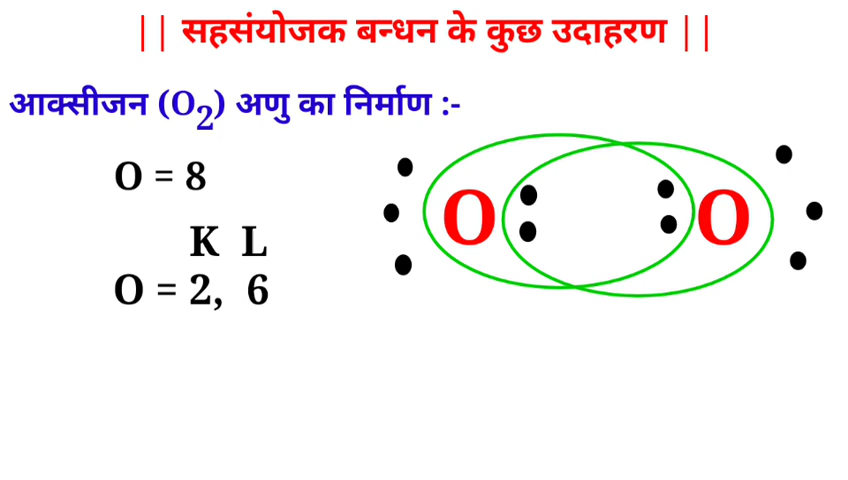 || सहसंयोजक बन्धन के कुछ उदाहरण ||
आक्सीजन (O₂) अणु का निर्माण :-
O = 8
K L
O = 2, 6
O O